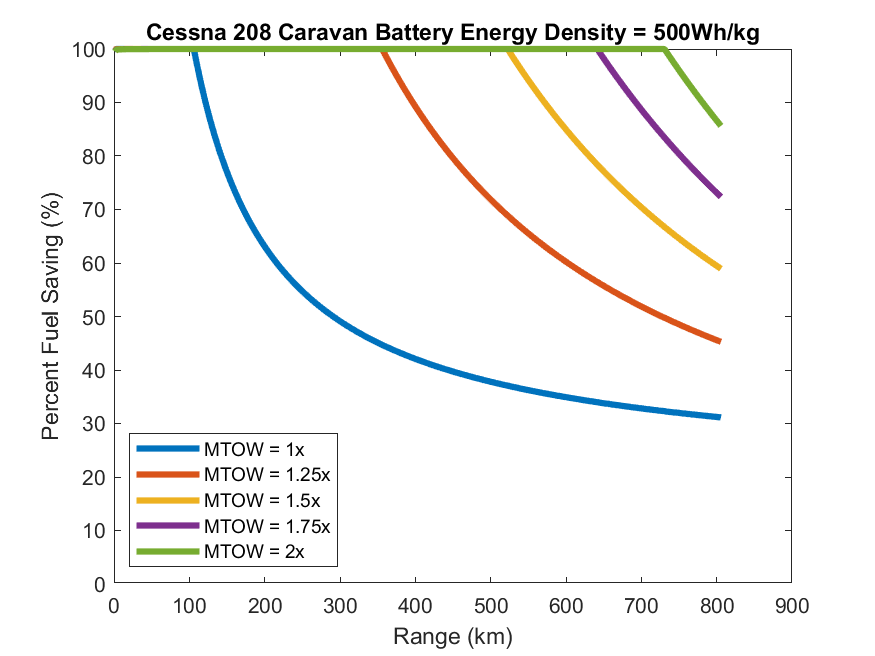 Cessna 208 Caravan Battery Energy Density = 500Wh/kg
100
90
80
70
60
50
40
30
20
10
0
Percent Fuel Saving (%)
MTOW = 1x
MTOW = 1.25x
MTOW = 1.5x
MTOW = 1.75x
MTOW = 2x
0 100 200 300 400 500 600 700 800 900
Range (km)